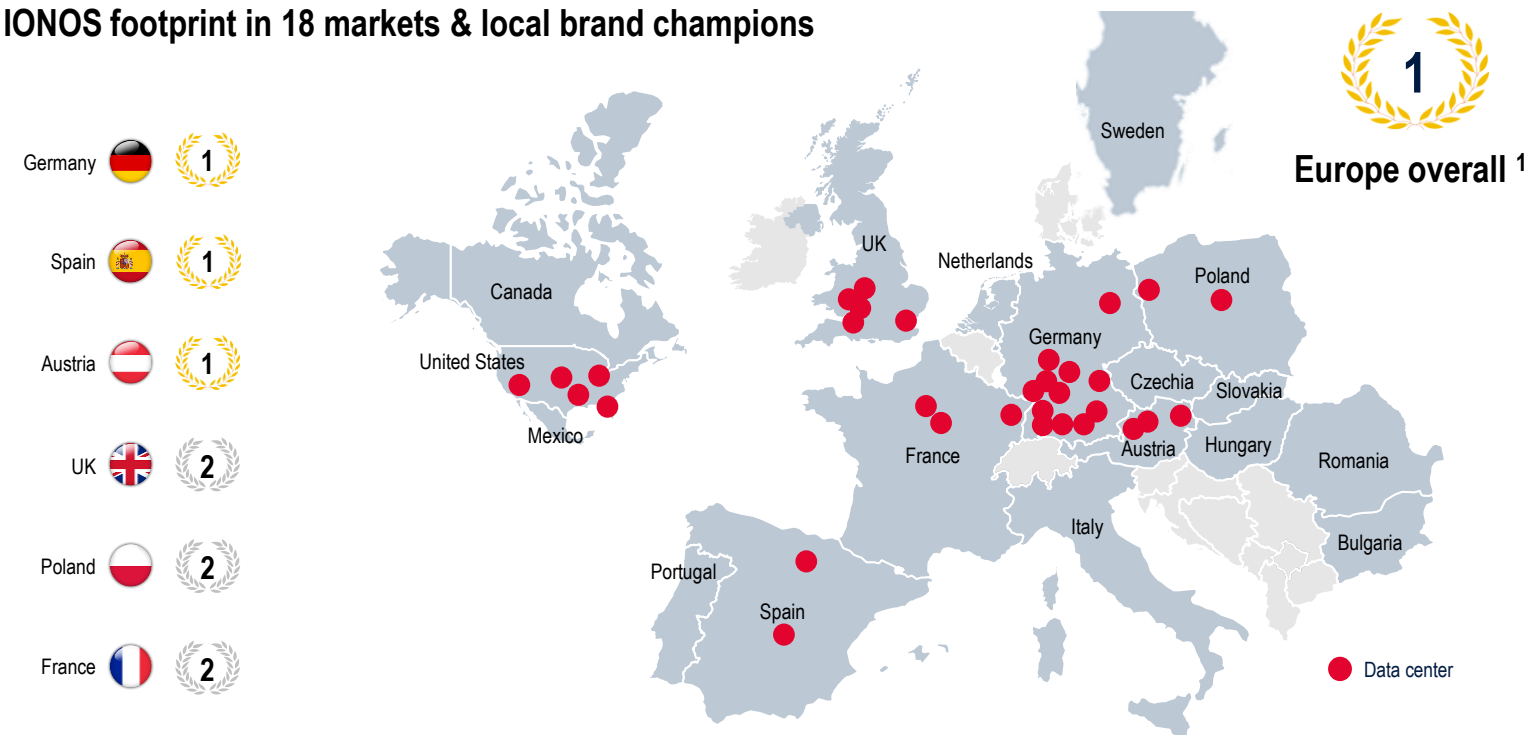 IONOS footprint in 18 markets & local brand champions
1
Europe overall 1
Germany 1
Spain 1
Austria 1
UK 2
Poland 2
France 2
Sweden
UK
Netherlands
Poland
Canada
Germany
United States
Czechia
Slovakia
Mexico
France
Austria
Hungary
Romania
Italy
Bulgaria
Portugal
Spain
Data center